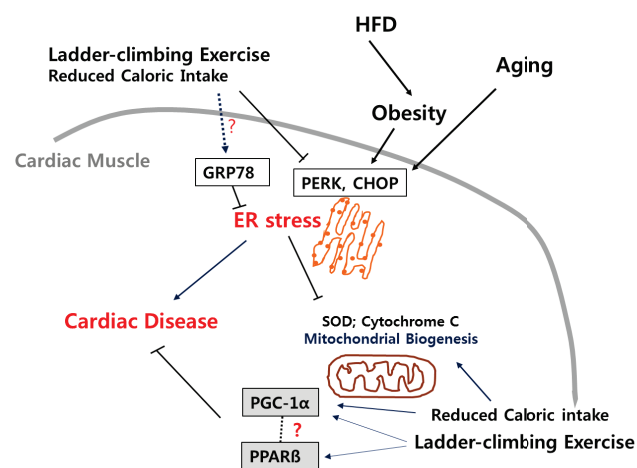 HFD
Ladder-climbing Exercise
Reduced Caloric Intake
Aging
Obesity
?
Cardiac Muscle
GRP78
PERK, CHOP
ER stress
Cardiac Disease
SOD; Cytochrome C
Mitochondrial Biogenesis
PGC-1α
Reduced Caloric intake
?
Ladder-climbing Exercise
PPARß